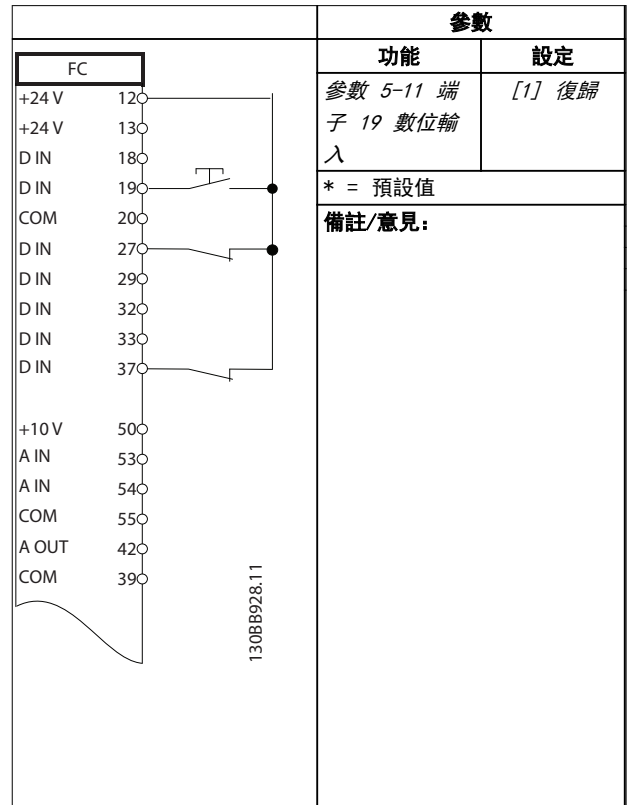 參數
功能 設定
參數 5-11 端 [1] 復歸
子 19 數位輸
入
* = 預設值
備註/意見:
FC
+24 V 12
+24 V 13
D IN 18
D IN 19
COM 20
D IN 27
D IN 29
D IN 32
D IN 33
D IN 37
+10 V 50
A IN 53
A IN 54
COM 55
A OUT 42
COM 39
130BB928.11